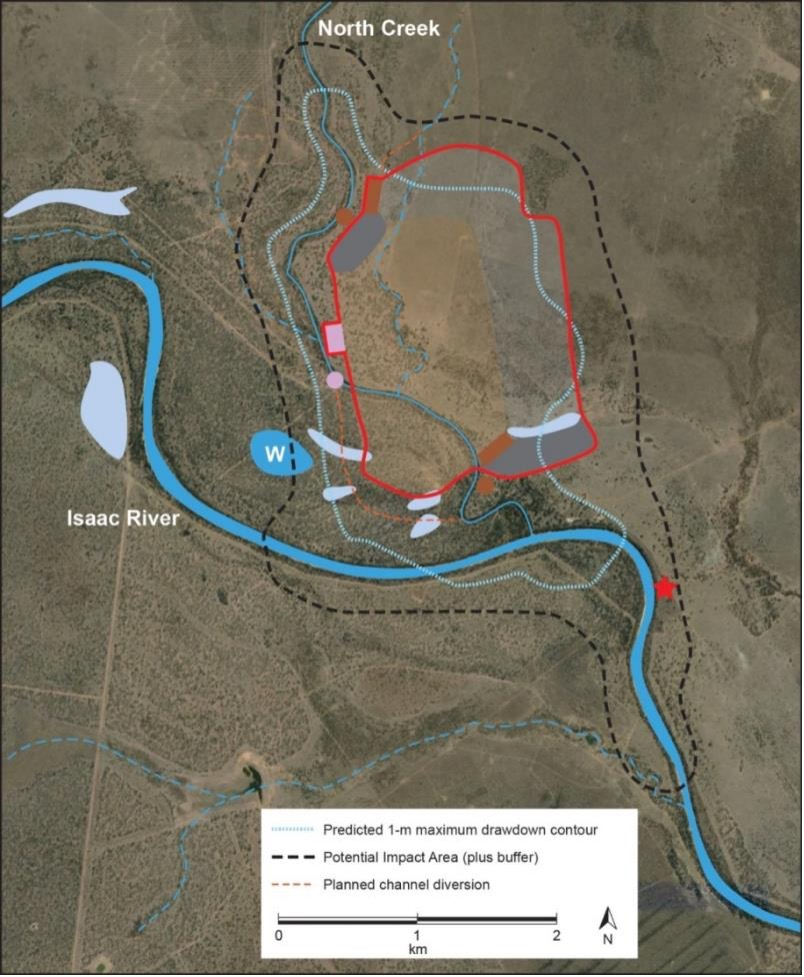 North Creek
W
Isaac River
Predicted 1-m maximum drawdown contour
Potential Impact Area (plus buffer)
Planned channel diversion
0 1 2
km
N